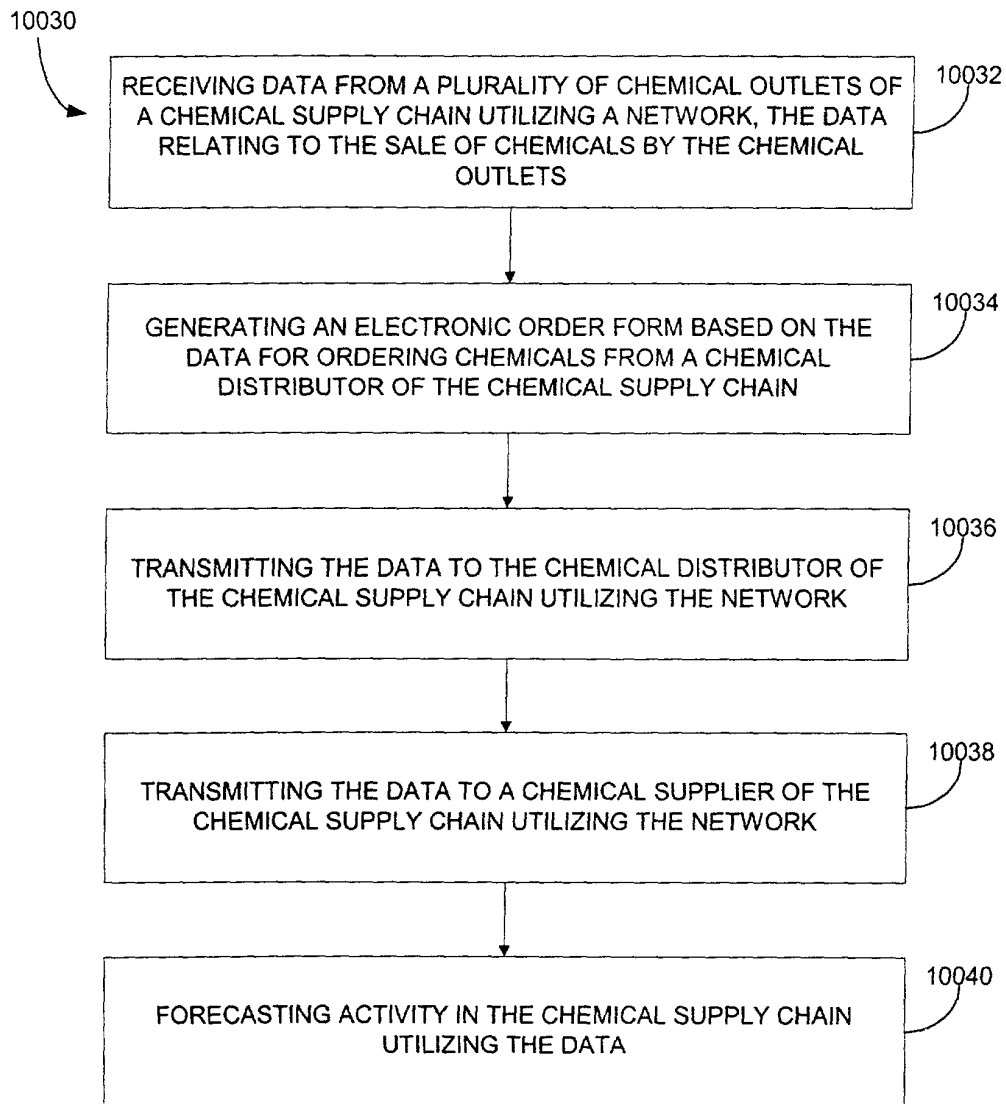 10030
RECEIVING DATA FROM A PLURALITY OF CHEMICAL OUTLETS OF
A CHEMICAL SUPPLY CHAIN UTILIZING A NETWORK, THE DATA
RELATING TO THE SALE OF CHEMICALS BY THE CHEMICAL
OUTLETS
10032
GENERATING AN ELECTRONIC ORDER FORM BASED ON THE
DATA FOR ORDERING CHEMICALS FROM A CHEMICAL
DISTRIBUTOR OF THE CHEMICAL SUPPLY CHAIN
10034
TRANSMITTING THE DATA TO THE CHEMICAL DISTRIBUTOR OF
THE CHEMICAL SUPPLY CHAIN UTILIZING THE NETWORK
10036
TRANSMITTING THE DATA TO A CHEMICAL SUPPLIER OF THE
CHEMICAL SUPPLY CHAIN UTILIZING THE NETWORK
10038
FORECASTING ACTIVITY IN THE CHEMICAL SUPPLY CHAIN
UTILIZING THE DATA
10040